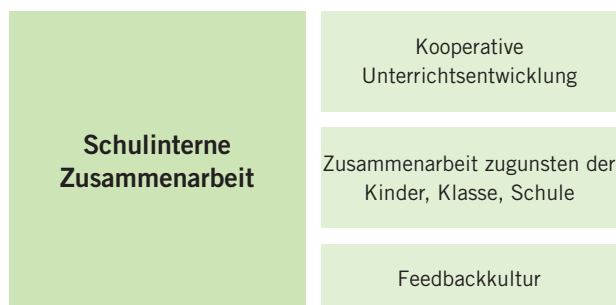 Schulinterne
Zusammenarbeit
Kooperative
Unterrichtsentwicklung
Zusammenarbeit zugunsten der
Kinder, Klasse, Schule
Feedbackkultur